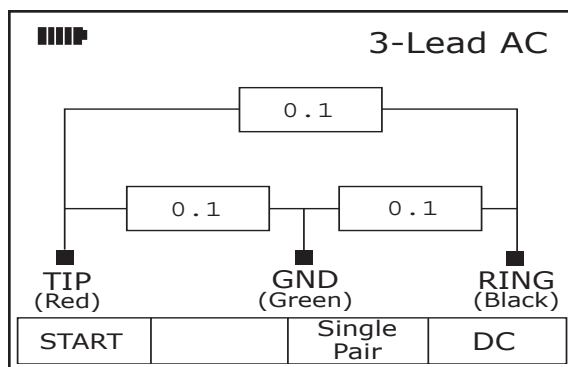 3-Lead AC
0.1
0.1
0.1
TIP
(Red)
GND
(Green)
RING
(Black)
START
Single
Pair
DC